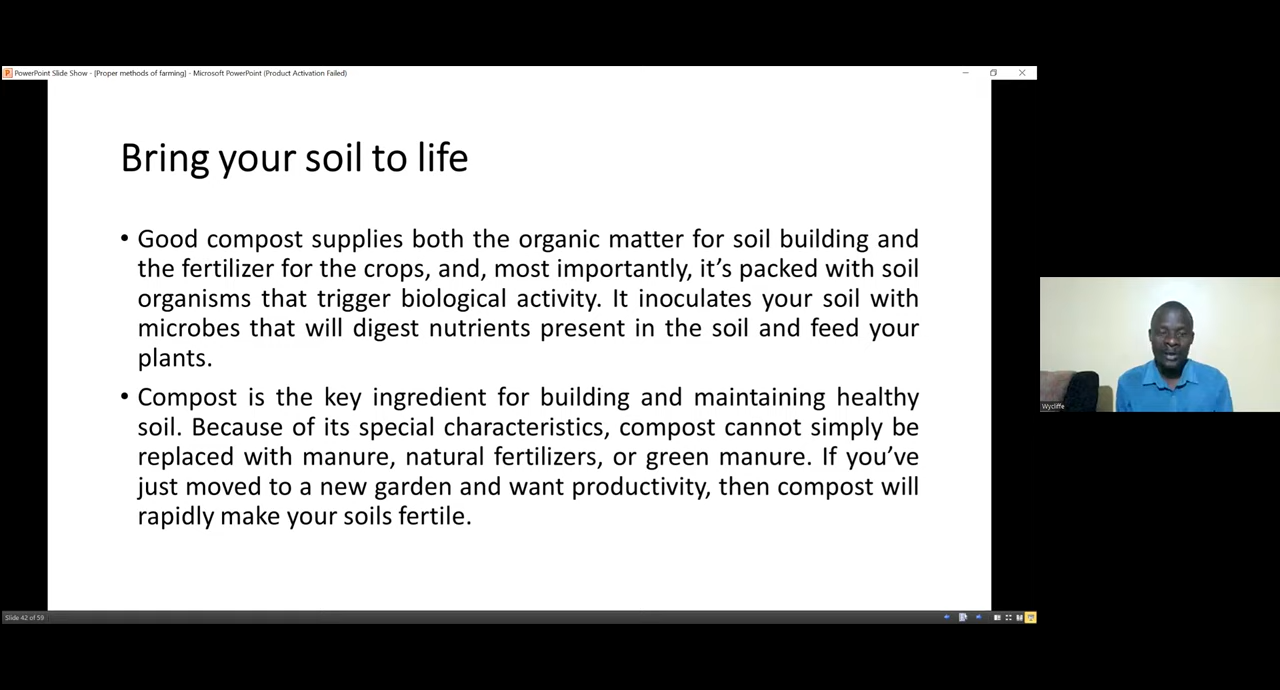 PowerPoint Slide Show - [Proper methods of farming] - Microsoft PowerPoint (Product Activation Failed)
Bring your soil to life
• Good compost supplies both the organic matter for soil building and
the fertilizer for the crops, and, most importantly, it’s packed with soil
organisms that trigger biological activity. It inoculates your soil with
microbes that will digest nutrients present in the soil and feed your
plants.
• Compost is the key ingredient for building and maintaining healthy
soil. Because of its special characteristics, compost cannot simply be
replaced with manure, natural fertilizers, or green manure. If you’ve
just moved to a new garden and want productivity, then compost will
rapidly make your soils fertile.
Wycliffe
Slide 42 of 59